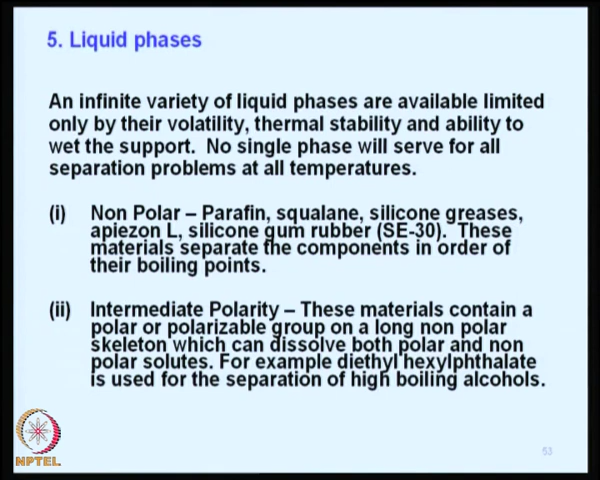 5. Liquid phases
An infinite variety of liquid phases are available limited
only by their volatility, thermal stability and ability to
wet the support. No single phase will serve for all
separation problems at all temperatures.
(i) Non Polar – Parafin, squalane, silicone greases,
apiezon L, silicone gum rubber (SE-30). These
materials separate the components in order of
their boiling points.
(ii) Intermediate Polarity – These materials contain a
polar or polarizable group on a long non polar
skeleton which can dissolve both polar and non
polar solutes. For example diethyl hexylphthalate
is used for the separation of high boiling alcohols.
NPTEL
53